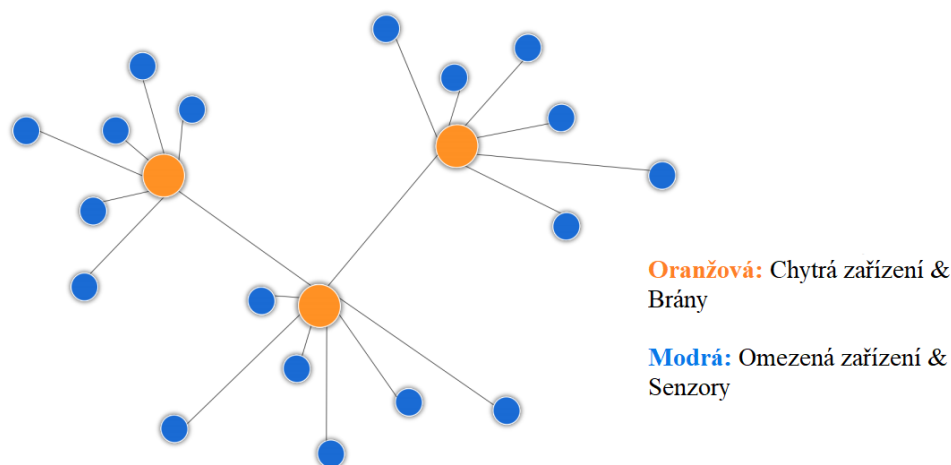 Oranžová: Chytrá zařízení &
Brány
Modrá: Omezená zařízení &
Senzory